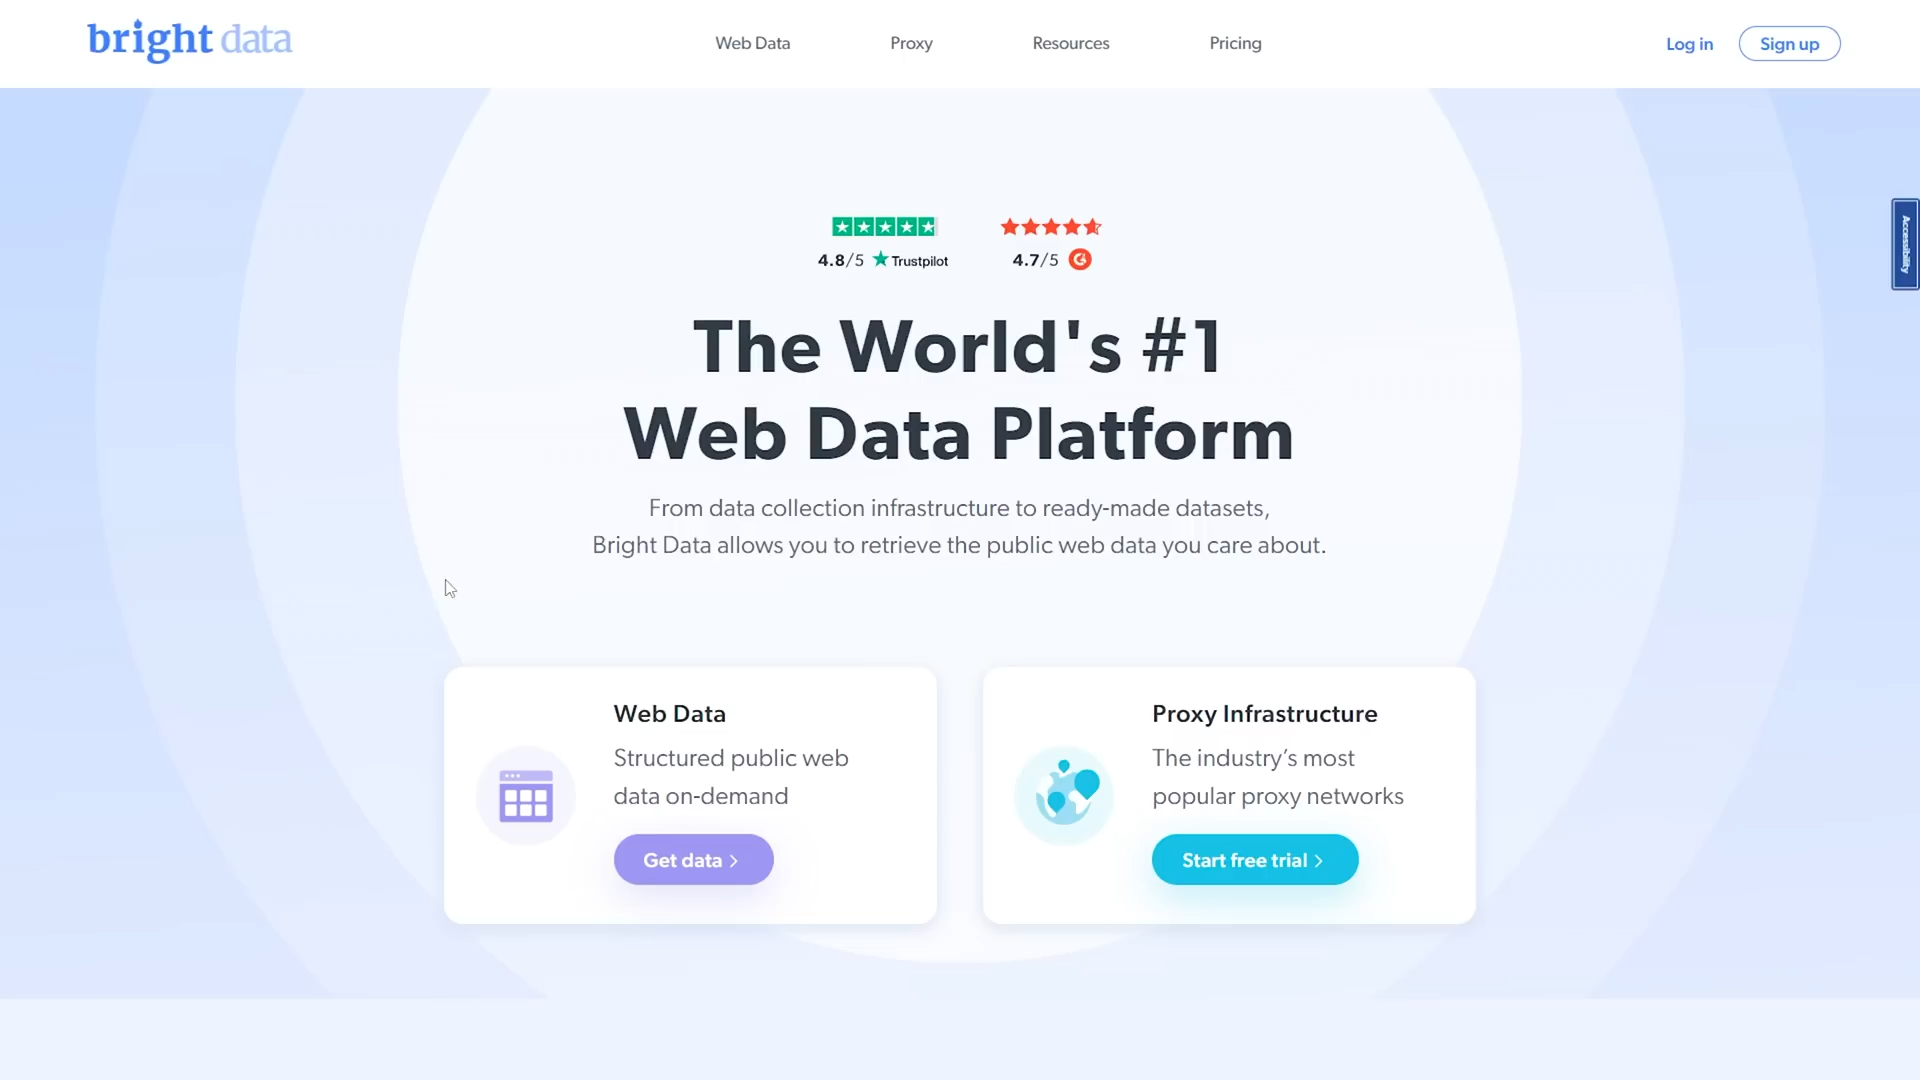 bright data
Web Data
Proxy
Resources
Pricing
Log in
Sign up
Accessibility
4.8/5 Trustpilot
4.7/5
The World's #1
Web Data Platform
From data collection infrastructure to ready-made datasets,
Bright Data allows you to retrieve the public web data you care about.
Web Data
Structured public web
data on-demand
Get data >
Proxy Infrastructure
The industry’s most
popular proxy networks
Start free trial >